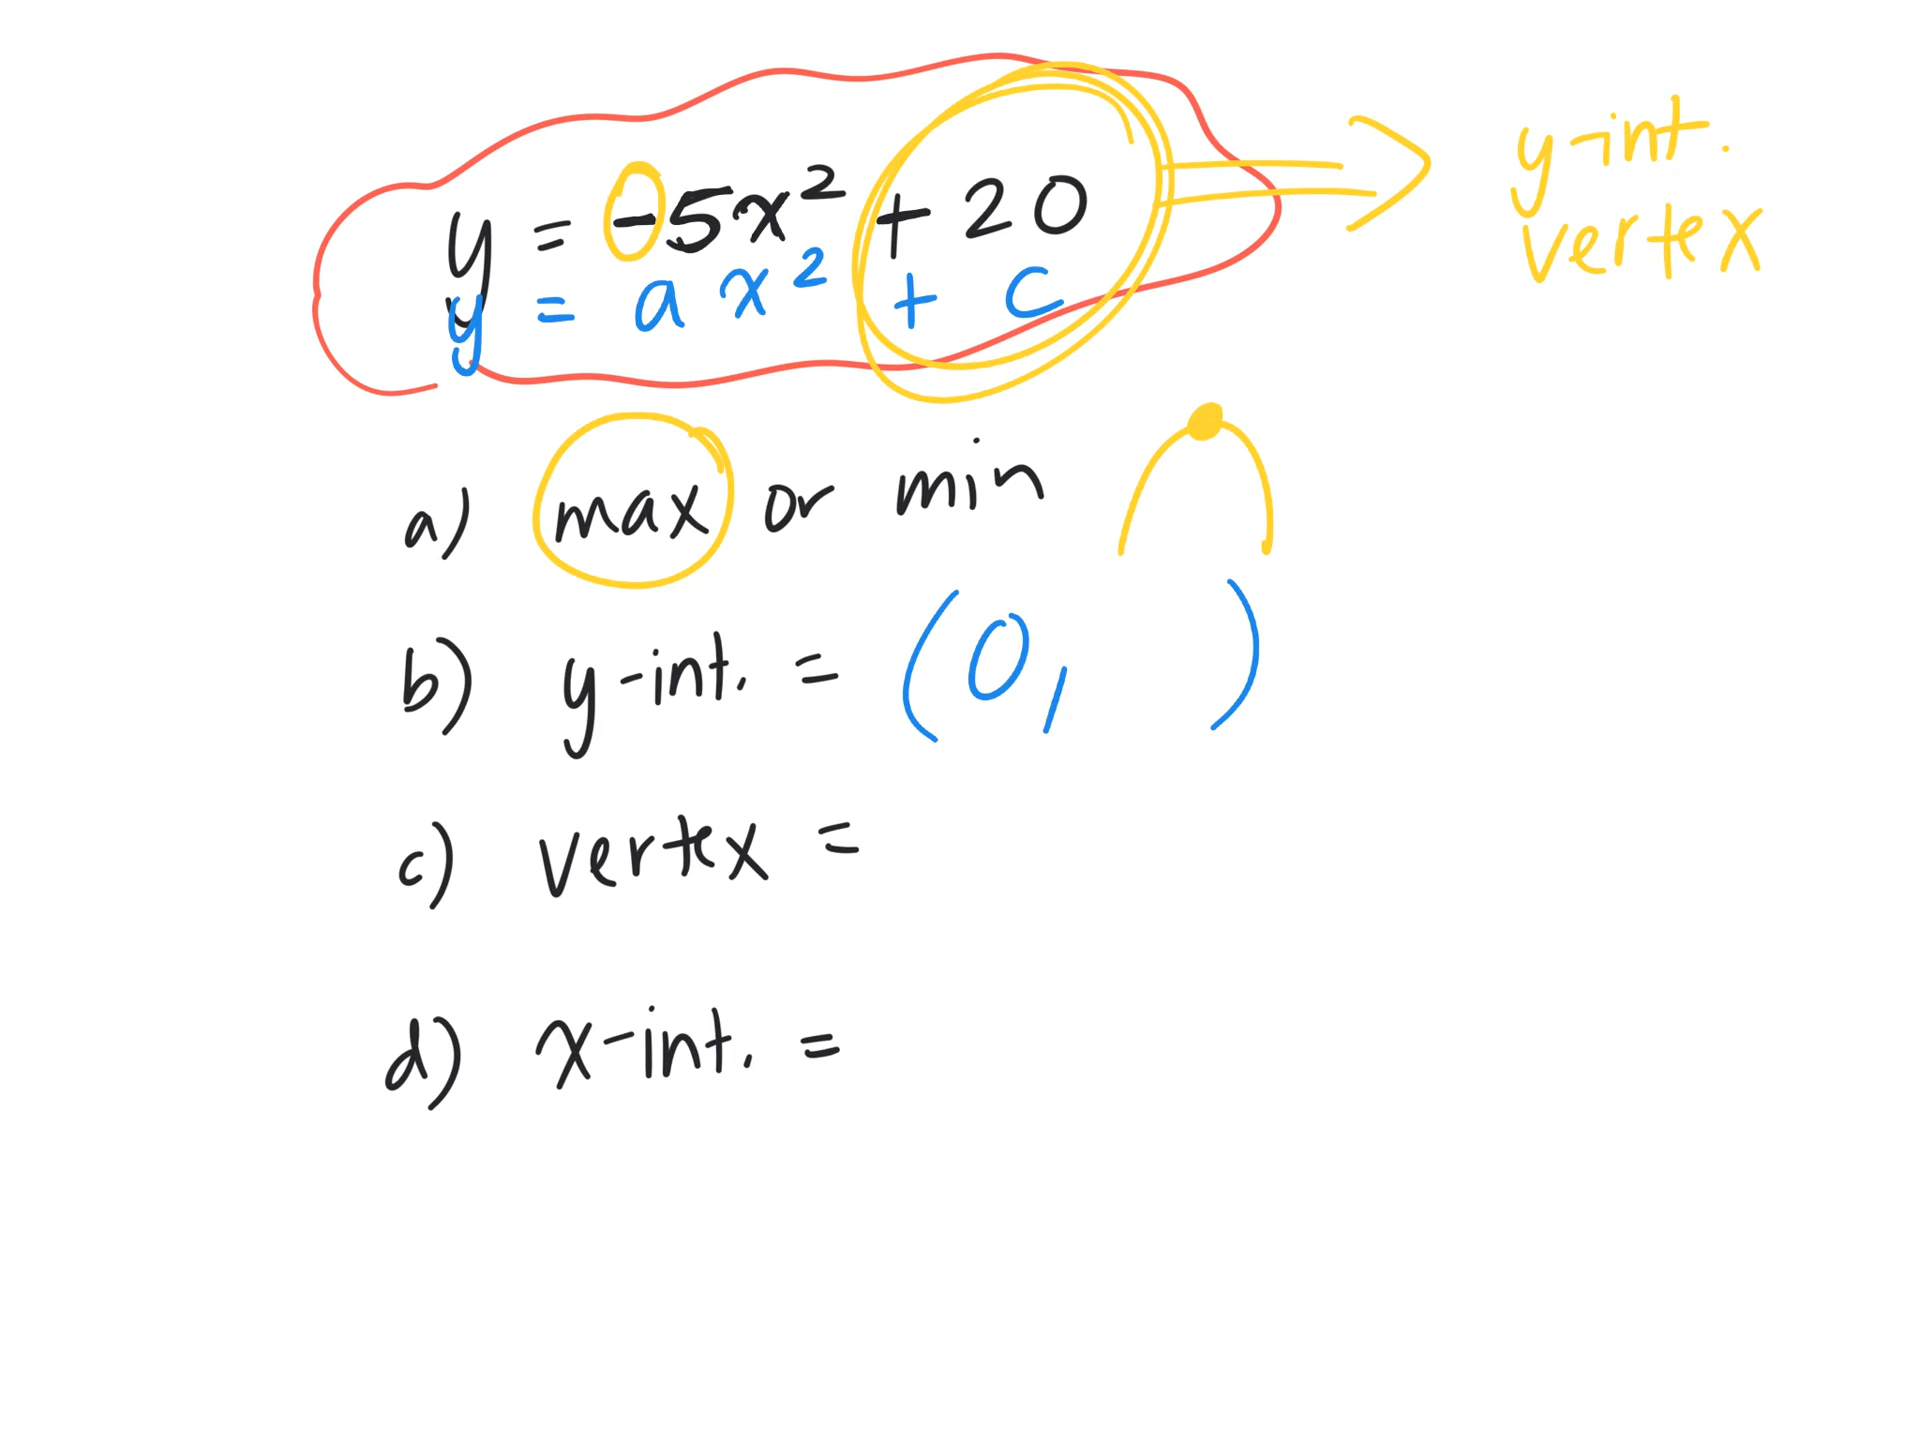 y = -5x² + 20
y = ax² + c
y-int.
vertex
a) max or min
b) y-int. = (0, )
c) vertex =
d) x-int. =